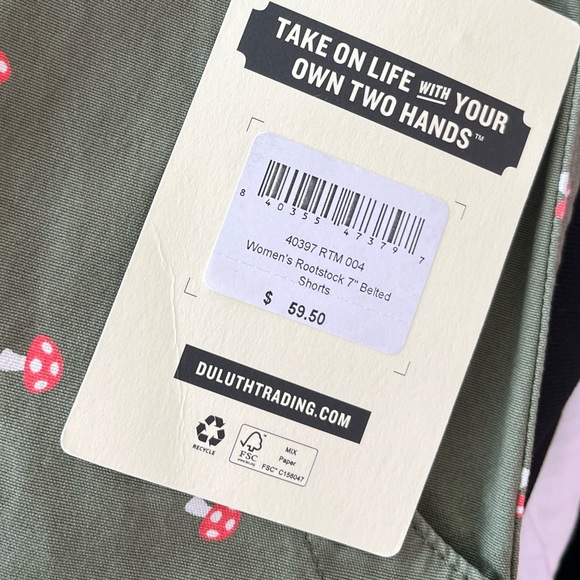 TAKE ON LIFE WITH YOUR
OWN TWO HANDS™
8 40355 47379 7
40397 RTM 004
Women's Rootstock 7" Belted
Shorts
$ 59.50
DULUTHTRADING.COM
RECYCLE
FSC
MIX
Paper
FSC® C156047